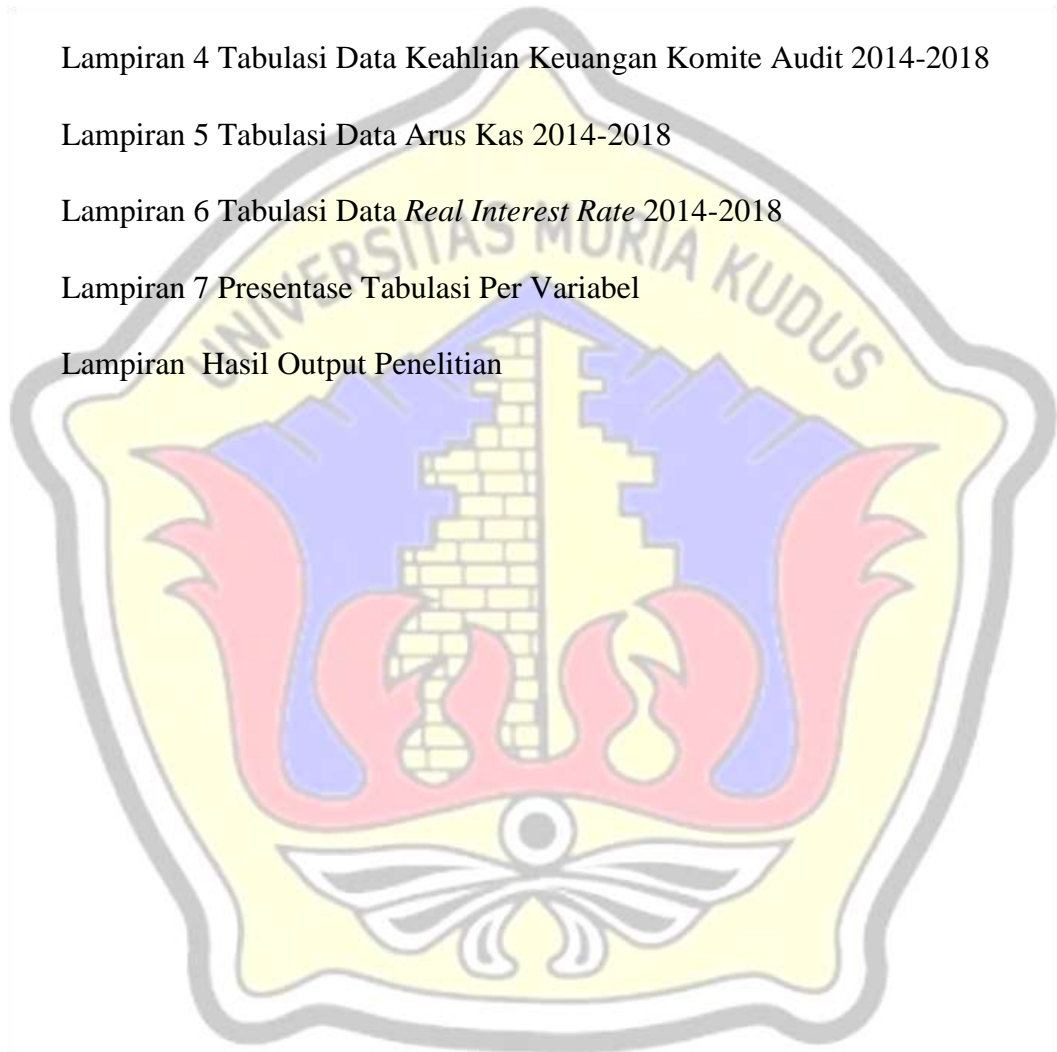 Lampiran 4 Tabulasi Data Keahlian Keuangan Komite Audit 2014-2018
Lampiran 5 Tabulasi Data Arus Kas 2014-2018
Lampiran 6 Tabulasi Data Real Interest Rate 2014-2018
Lampiran 7 Presentase Tabulasi Per Variabel
Lampiran  Hasil Output Penelitian
UNIVERSITAS MURIA KUDUS